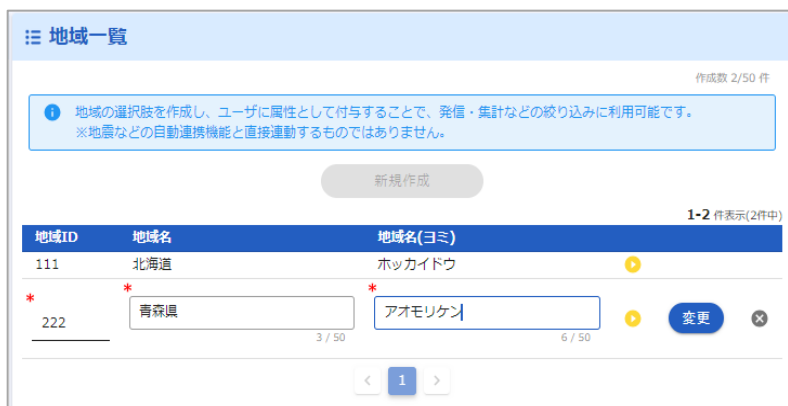 地域一覧
作成数 2/50 件
地域の選択肢を作成し、ユーザに属性として付与することで、発信・集計などの絞り込みに利用可能です。
※地震などの自動連携機能と直接連動するものではありません。
新規作成
1-2 件表示(2件中)
地域ID 地域名 地域名(ヨミ)
111 北海道 ホッカイドウ
* * *
222 青森県 アオモリケン 変更
3 / 50 6 / 50
< 1 >